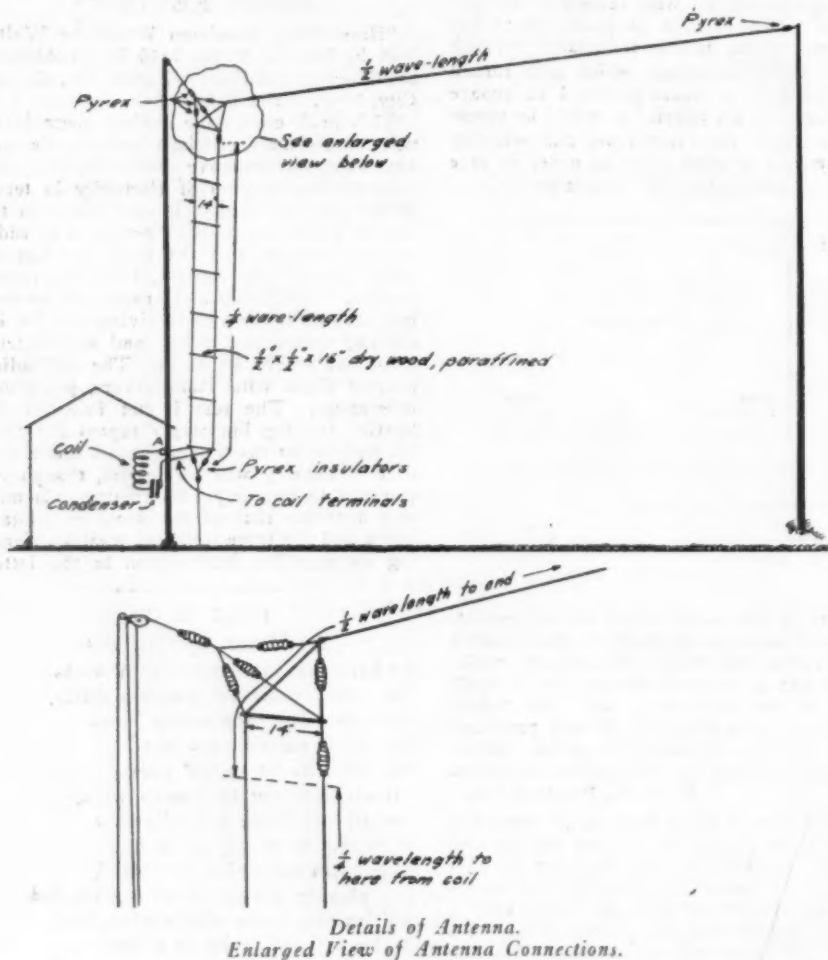 Pyrex
½ wave-length
Pyrex
See enlarged
view below
14"
¼ wave-length
½"x½"x16" dry wood, paraffined
coil
A
Pyrex insulators
condenser
To coil terminals
½ wavelength to end
14"
¼ wavelength to
here from coil
Details of Antenna.
Enlarged View of Antenna Connections.